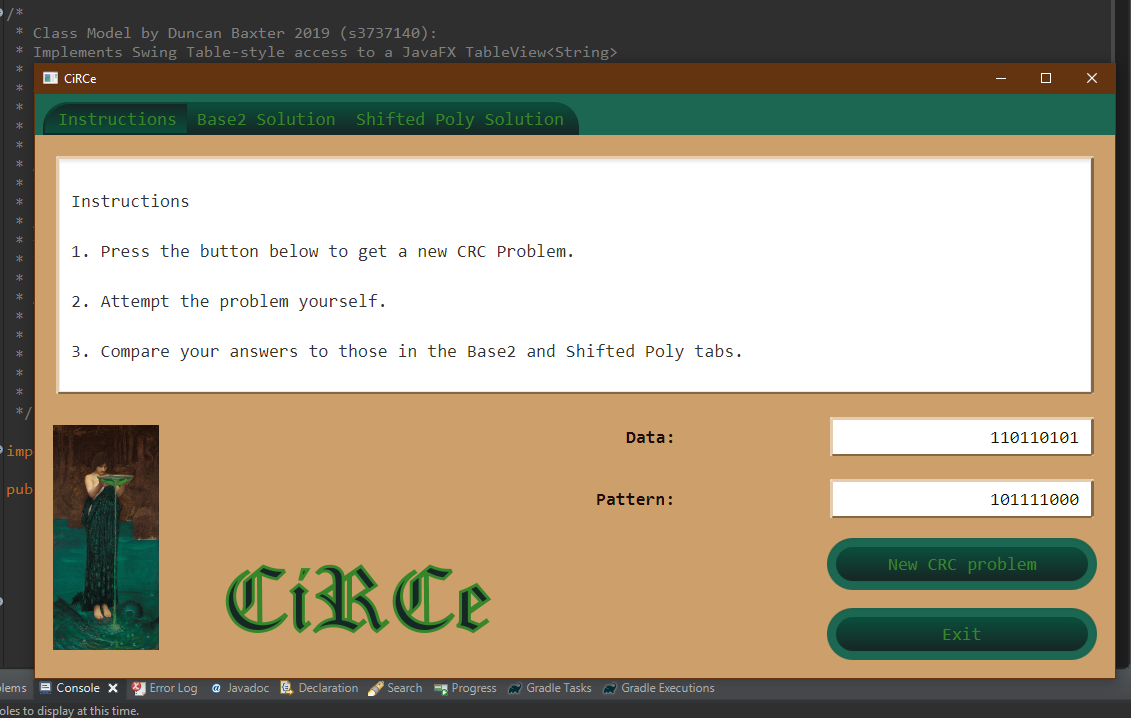 /*
* Class Model by Duncan Baxter 2019 (s3737140):
* Implements Swing Table-style access to a JavaFX TableView<String>
*
CiRCe
*
*
Instructions Base2 Solution Shifted Poly Solution
*
*
*
*
Instructions
*
*
1. Press the button below to get a new CRC Problem.
*
*
2. Attempt the problem yourself.
*
*
3. Compare your answers to those in the Base2 and Shifted Poly tabs.
*
*
*/
Data: 110110101
imp
pub
Pattern: 101111000
New CRC problem
CiRCe
Exit
Console Error Log Javadoc Declaration Search Progress Gradle Tasks Gradle Executions
oles to display at this time.